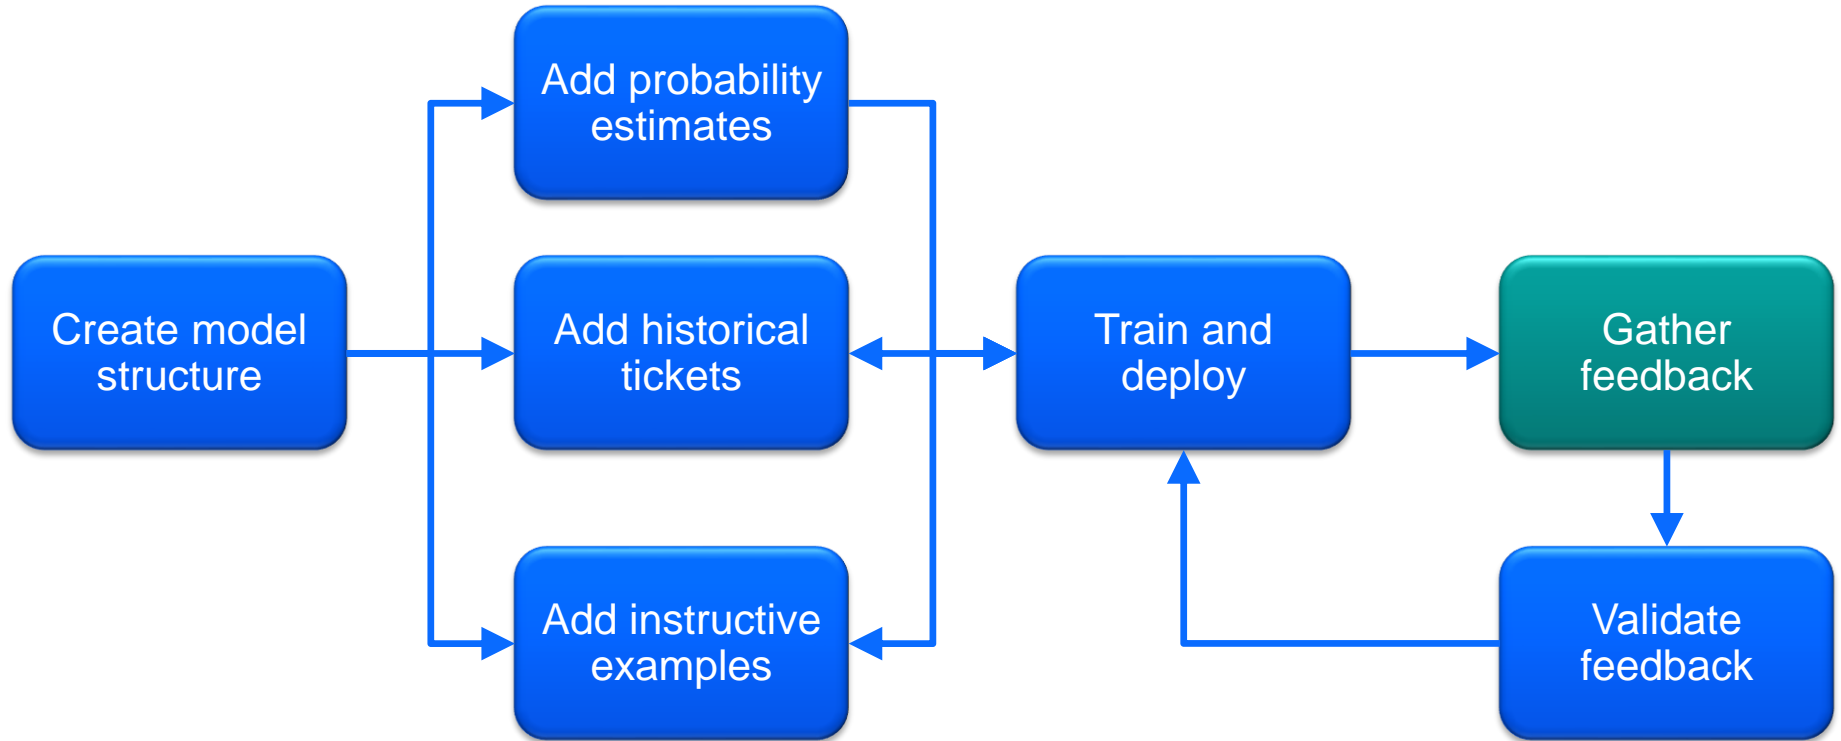 Add probability
estimates
Create model
structure
Add historical
tickets
Train and
deploy
Gather
feedback
Add instructive
examples
Validate
feedback